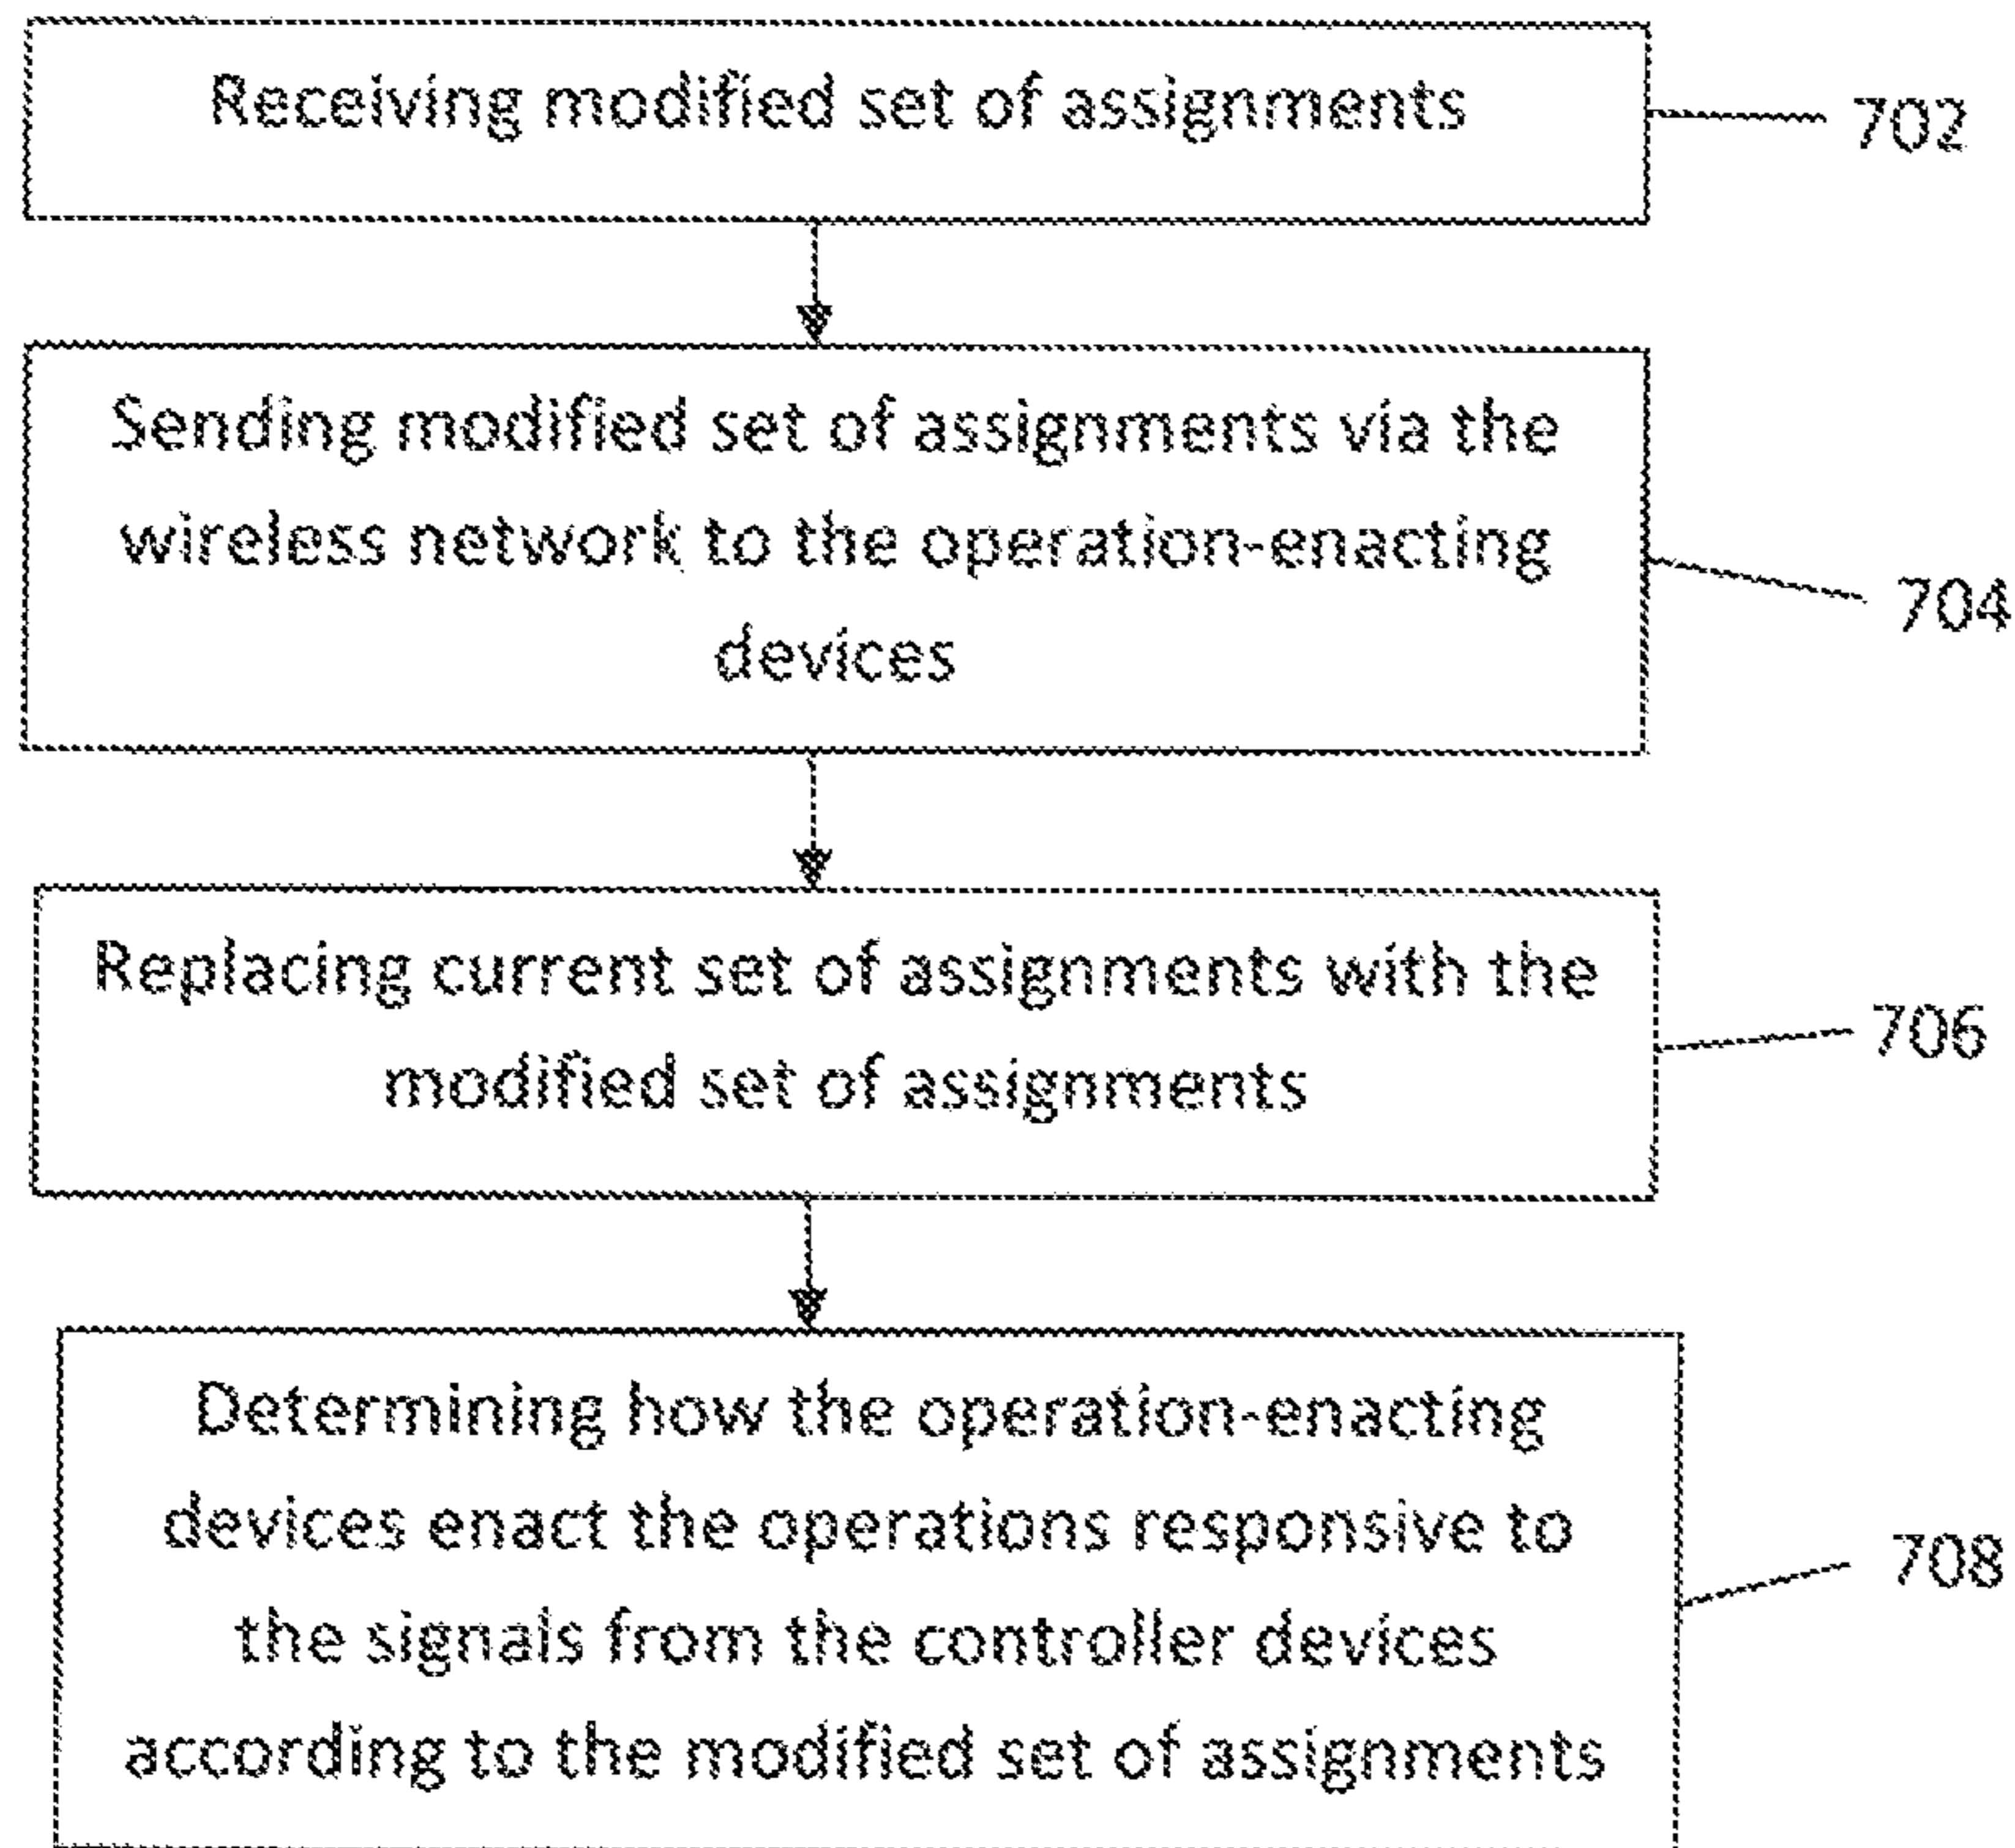 Receiving modified set of assignments
702
Sending modified set of assignments via the
wireless network to the operation-enacting
devices
704
Replacing current set of assignments with the
modified set of assignments
706
Determining how the operation-enacting
devices enact the operations responsive to
the signals from the controller devices
according to the modified set of assignments
708